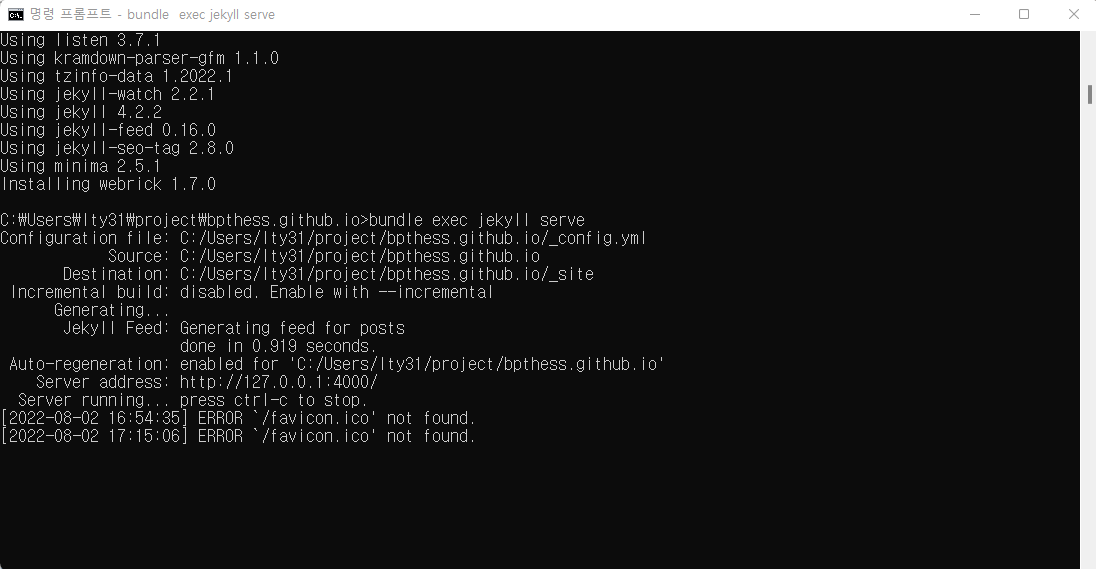 명령 프롬프트 - bundle  exec jekyll serve
Using listen 3.7.1
Using kramdown-parser-gfm 1.1.0
Using tzinfo-data 1.2022.1
Using jekyll-watch 2.2.1
Using jekyll 4.2.2
Using jekyll-feed 0.16.0
Using jekyll-seo-tag 2.8.0
Using minima 2.5.1
Installing webrick 1.7.0
C:₩Users₩lty31₩project₩bpthess.github.io>bundle exec jekyll serve
Configuration file: C:/Users/lty31/project/bpthess.github.io/_config.yml
Source: C:/Users/lty31/project/bpthess.github.io
Destination: C:/Users/lty31/project/bpthess.github.io/_site
Incremental build: disabled. Enable with --incremental
Generating...
Jekyll Feed: Generating feed for posts
done in 0.919 seconds.
Auto-regeneration: enabled for 'C:/Users/lty31/project/bpthess.github.io'
Server address: http://127.0.0.1:4000/
Server running... press ctrl-c to stop.
[2022-08-02 16:54:35] ERROR `/favicon.ico' not found.
[2022-08-02 17:15:06] ERROR `/favicon.ico' not found.